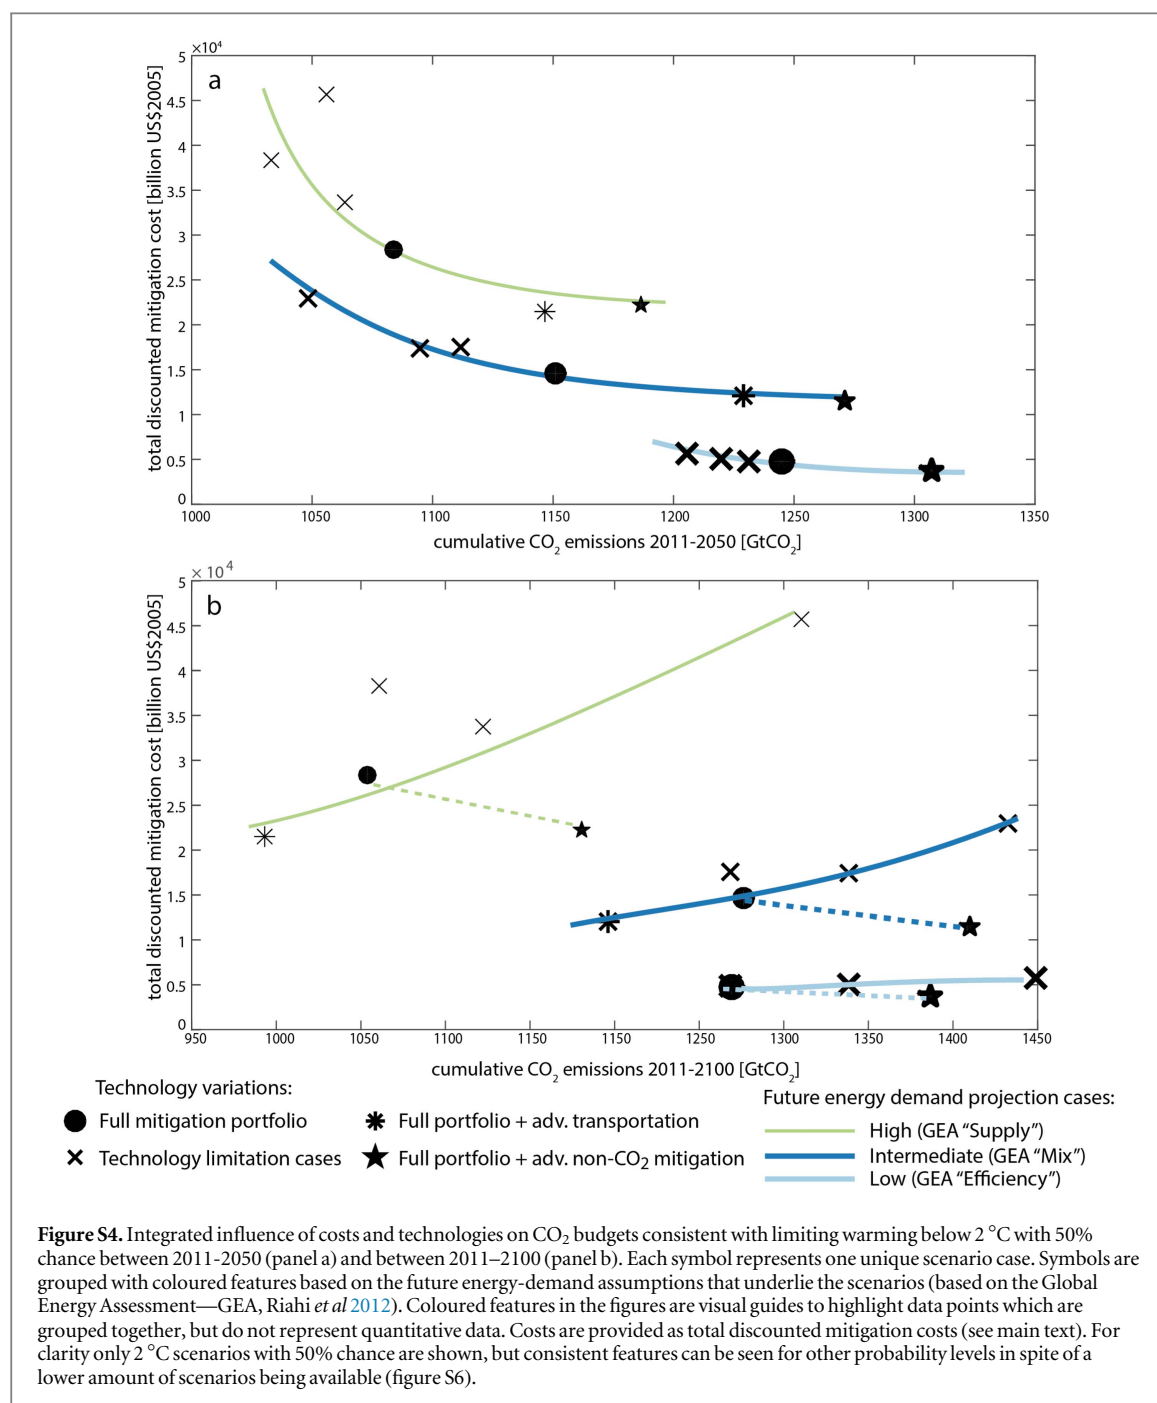 ×10⁴
a
5
4.5
4
3.5
3
2.5
2
1.5
1
0.5
0
total discounted mitigation cost [billion US$2005]
1000 1050 1100 1150 1200 1250 1300 1350
cumulative CO₂ emissions 2011-2050 [GtCO₂]
× 10⁴
b
5
4.5
4
3.5
3
2.5
2
1.5
1
0.5
0
total discounted mitigation cost [billion US$2005]
950 1000 1050 1100 1150 1250 1300 1350 1400 1450
cumulative CO₂ emissions 2011-2100 [GtCO₂]
Technology variations:
Full mitigation portfolio
Technology limitation cases
Full portfolio + adv. transportation
Full portfolio + adv. non-CO₂ mitigation
Future energy demand projection cases:
High (GEA “Supply”)
Intermediate (GEA “Mix”)
Low (GEA “Efficiency”)
Figure S4. Integrated influence of costs and technologies on CO₂ budgets consistent with limiting warming below 2 °C with 50%
chance between 2011-2050 (panel a) and between 2011–2100 (panel b). Each symbol represents one unique scenario case. Symbols are
grouped with coloured features based on the future energy-demand assumptions that underlie the scenarios (based on the Global
Energy Assessment—GEA, Riahi et al 2012). Coloured features in the figures are visual guides to highlight data points which are
grouped together, but do not represent quantitative data. Costs are provided as total discounted mitigation costs (see main text). For
clarity only 2 °C scenarios with 50% chance are shown, but consistent features can be seen for other probability levels in spite of a
lower amount of scenarios being available (figure S6).